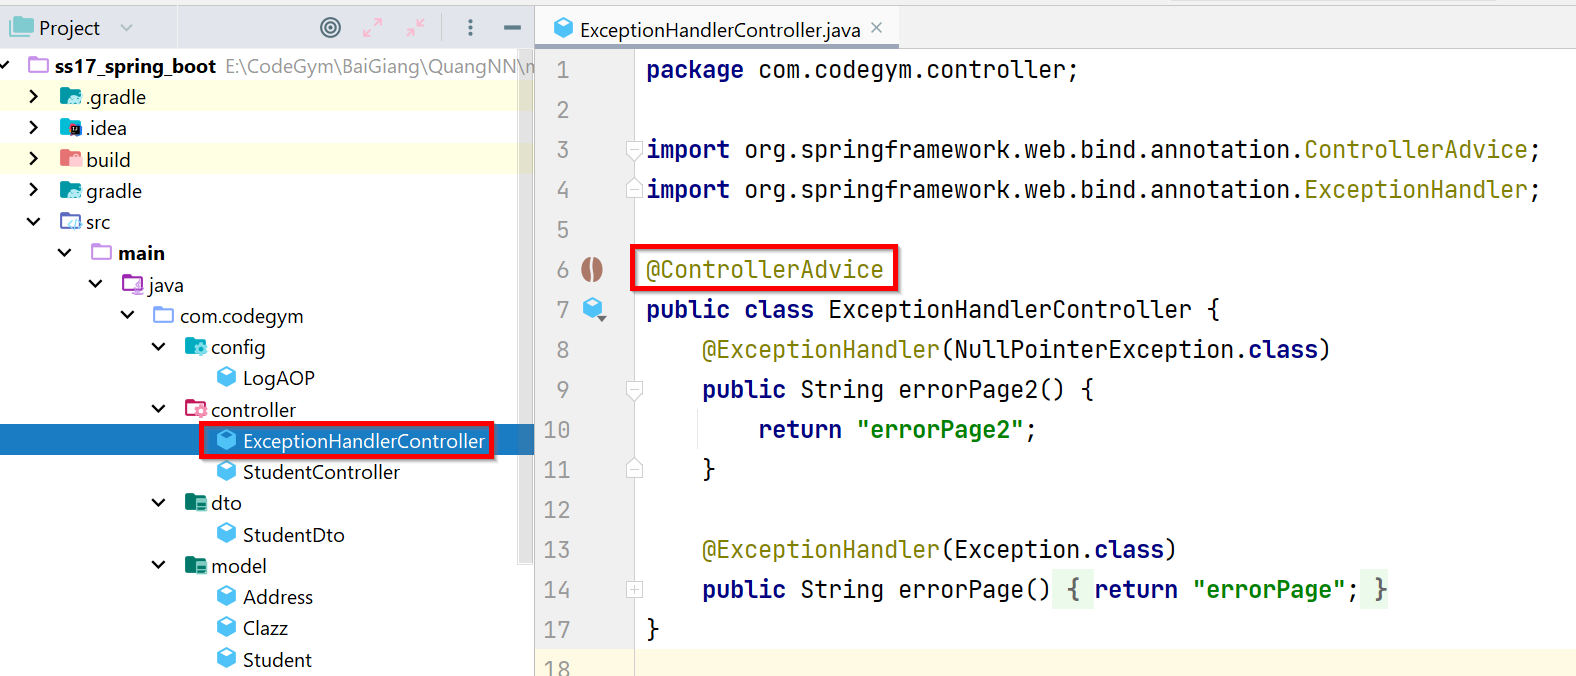 Project
ss17_spring_boot E:\CodeGym\BaiGiang\QuangNN\
.gradle
.idea
build
gradle
src
main
java
com.codegym
config
LogAOP
controller
ExceptionHandlerController
StudentController
dto
StudentDto
model
Address
Clazz
Student
ExceptionHandlerController.java
1 package com.codegym.controller;
2
3 import org.springframework.web.bind.annotation.ControllerAdvice;
4 import org.springframework.web.bind.annotation.ExceptionHandler;
5
6 @ControllerAdvice
7 public class ExceptionHandlerController {
8 @ExceptionHandler(NullPointerException.class)
9 public String errorPage2() {
10 return "errorPage2";
11 }
12
13 @ExceptionHandler(Exception.class)
14 public String errorPage() { return "errorPage"; }
17 }
18